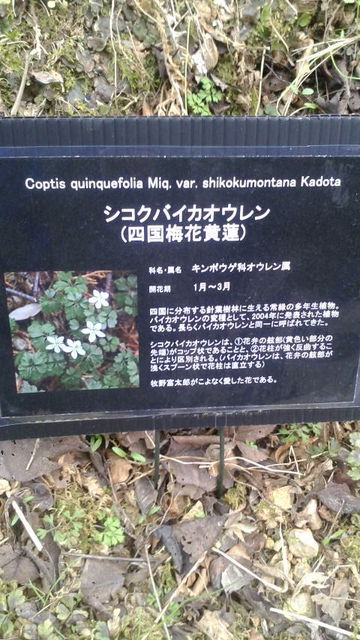 Coptis quinquefolia Miq. var. shikokumontana Kadota
シコクバイカオウレン
(四国梅花黄蓮)
科名・属名 キンポウゲ科オウレン属
開花期 1月～3月
四国に分布する針葉樹林に生える常緑の多年生植物。
バイカオウレンの変種として、2004年に発表された植物
である。長らくバイカオウレンと同一に呼ばれてきた。
シコクバイカオウレンは、①花弁の舷部(黄色い部分の
先端)がコップ状であることと、②花柱が強く反曲するこ
とにより区別される。(バイカオウレンは、花弁の舷部が
浅くスプーン状で花柱は直立する)
牧野富太郎がこよなく愛した花である。